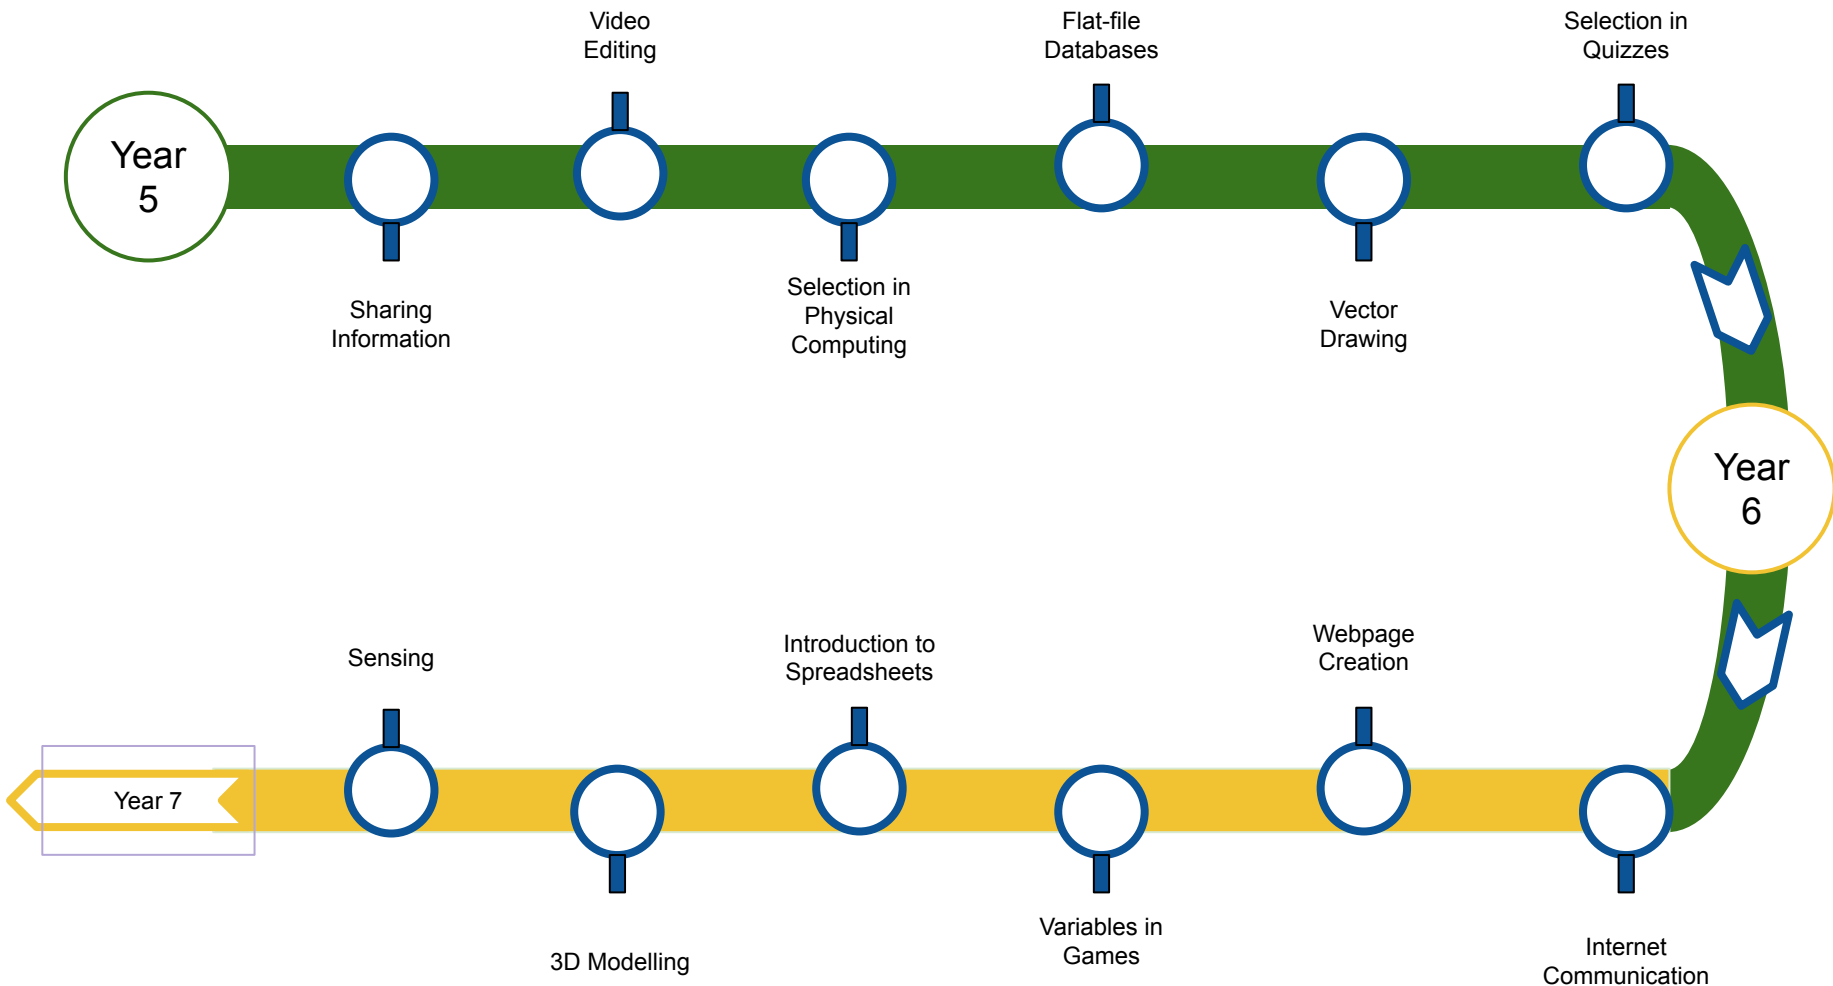 Year
5
Sharing
Information
Video
Editing
Selection in
Physical
Computing
Flat-file
Databases
Vector
Drawing
Selection in
Quizzes
Year
6
Internet
Communication
Webpage
Creation
Variables in
Games
Introduction to
Spreadsheets
3D Modelling
Sensing
Year 7